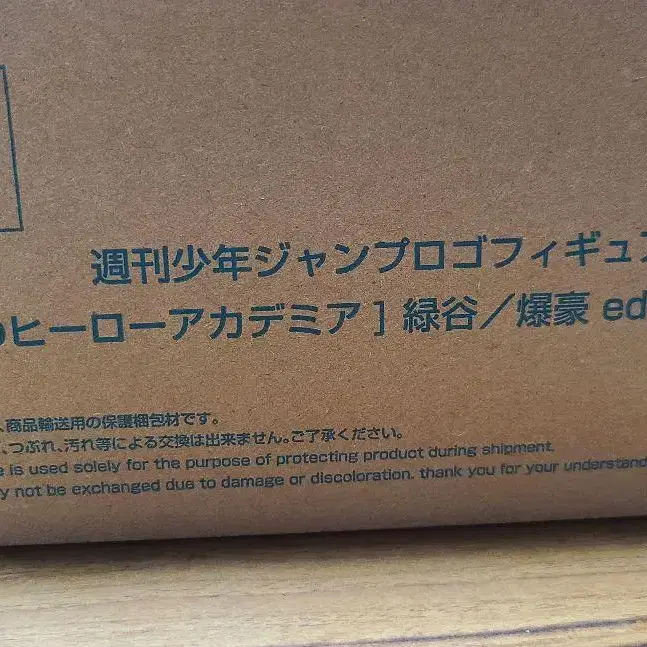 週刊少年ジャンプロゴフィギュア
のヒーローアカデミア］緑谷／爆豪 ed
、商品輸送用の保護梱包材です。
、つぶれ、汚れ等による交換は出来ません。ご了承ください。
e is used solely for the purpose of protecting product during shipment.
y not be exchanged due to damage or discoloration. thank you for your understand